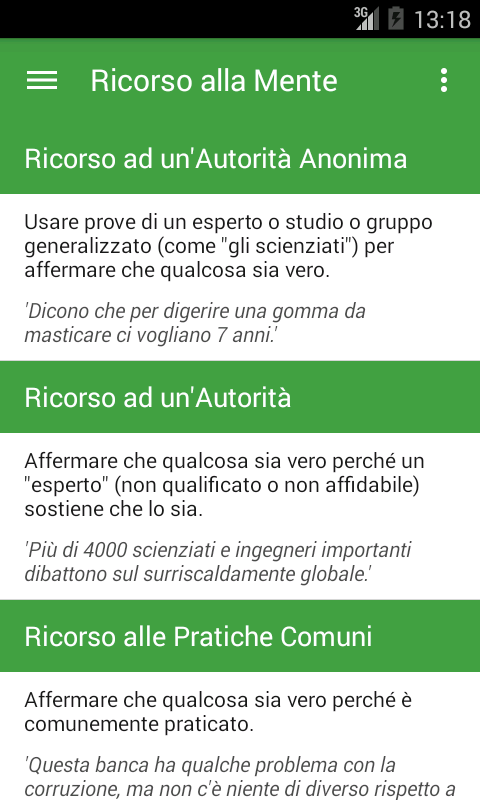 3G 13:18
Ricorso alla Mente
Ricorso ad un'Autorità Anonima
Usare prove di un esperto o studio o gruppo
generalizzato (come "gli scienziati") per
affermare che qualcosa sia vero.
'Dicono che per digerire una gomma da
masticare ci vogliano 7 anni.'
Ricorso ad un'Autorità
Affermare che qualcosa sia vero perché un
"esperto" (non qualificato o non affidabile)
sostiene che lo sia.
'Più di 4000 scienziati e ingegneri importanti
dibattono sul surriscaldamente globale.'
Ricorso alle Pratiche Comuni
Affermare che qualcosa sia vero perché è
comunemente praticato.
'Questa banca ha qualche problema con la
corruzione, ma non c'è niente di diverso rispetto a